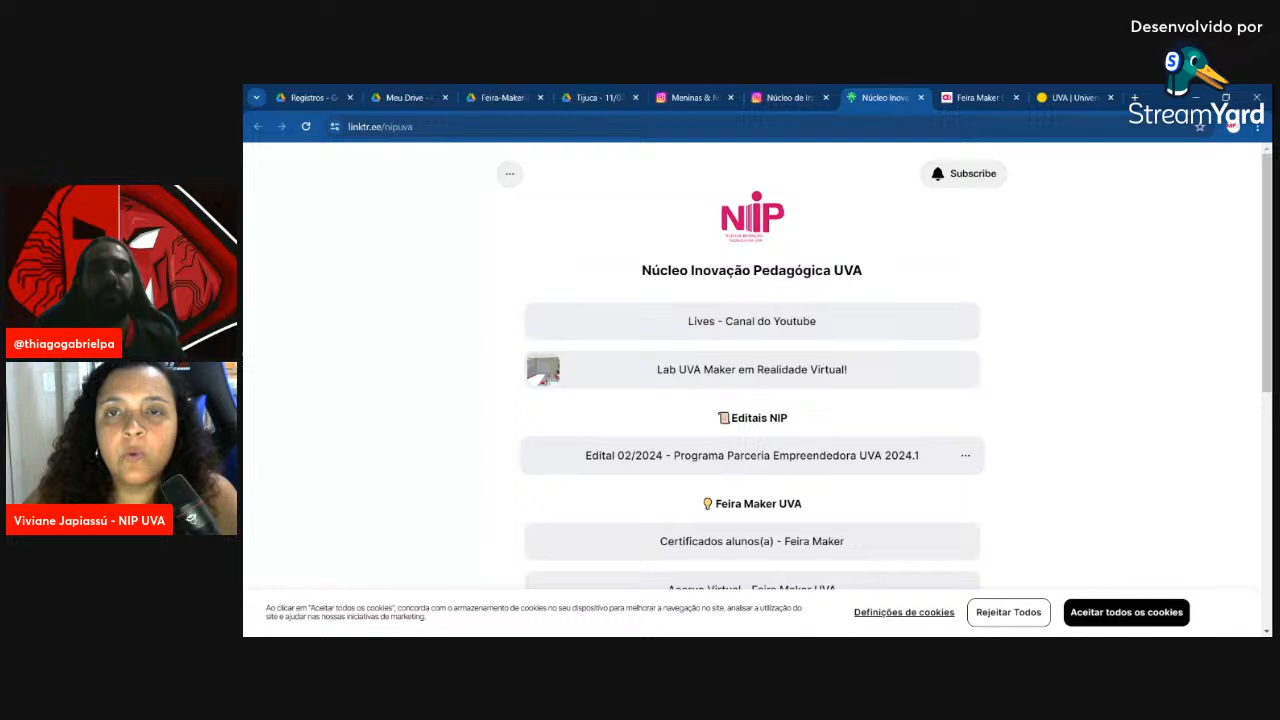 Desenvolvido por
StreamYard
Registros - G
Meu Drive -
Feira-Maker-
Tijuca - 11/0
Meninas & M
Núcleo de In
Núcleo Inova
Feira Maker
UVA | Univer
linktr.ee/nipuva
Subscribe
NIP
Núcleo Inovação Pedagógica UVA
Lives - Canal do Youtube
Lab UVA Maker em Realidade Virtual!
Editais NIP
Edital 02/2024 - Programa Parceria Empreendedora UVA 2024.1
Feira Maker UVA
Certificados alunos(a) - Feira Maker
Acervo Virtual - Feira Maker UVA
Ao clicar em "Aceitar todos os cookies", concorda com o armazenamento de cookies no seu dispositivo para melhorar a navegação no site, analisar a utilização do
site e ajudar nas nossas iniciativas de marketing.
Definições de cookies
Rejeitar Todos
Aceitar todos os cookies
@thiagogabrielpa
Viviane Japiassú - NIP UVA